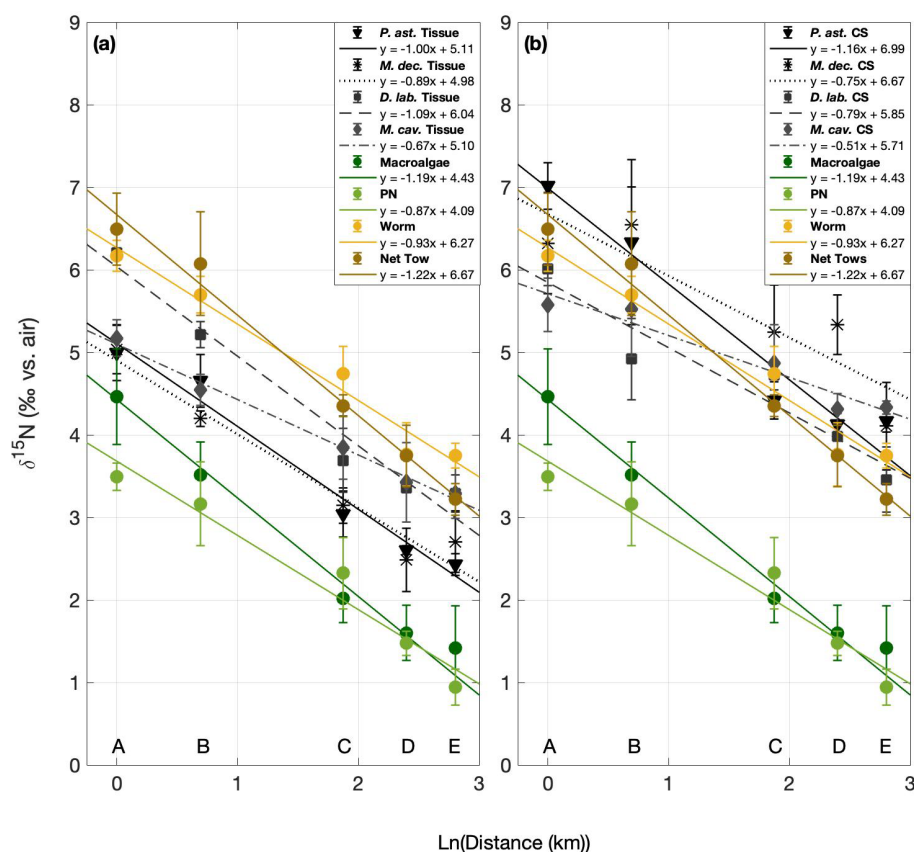 (a)
P. ast. Tissue
y = -1.00x + 5.11
M. dec. Tissue
y = -0.89x + 4.98
D. lab. Tissue
y = -1.09x + 6.04
M. cav. Tissue
y = -0.67x + 5.10
Macroalgae
y = -1.19x + 4.43
PN
y = -0.87x + 4.09
Worm
y = -0.93x + 6.27
Net Tow
y = -1.22x + 6.67
9
8
7
6
5
4
3
2
1
0
δ15N (‰ vs. air)
A B C D E
0 1 2 3
(b)
P. ast. CS
y = -1.16x + 6.99
M. dec. CS
y = -0.75x + 6.67
D. lab. CS
y = -0.79x + 5.85
M. cav. CS
y = -0.51x + 5.71
Macroalgae
y = -1.19x + 4.43
PN
y = -0.87x + 4.09
Worm
y = -0.93x + 6.27
Net Tows
y = -1.22x + 6.67
9
8
7
6
5
4
3
2
1
0
A B C D E
0 1 2 3
Ln(Distance (km))